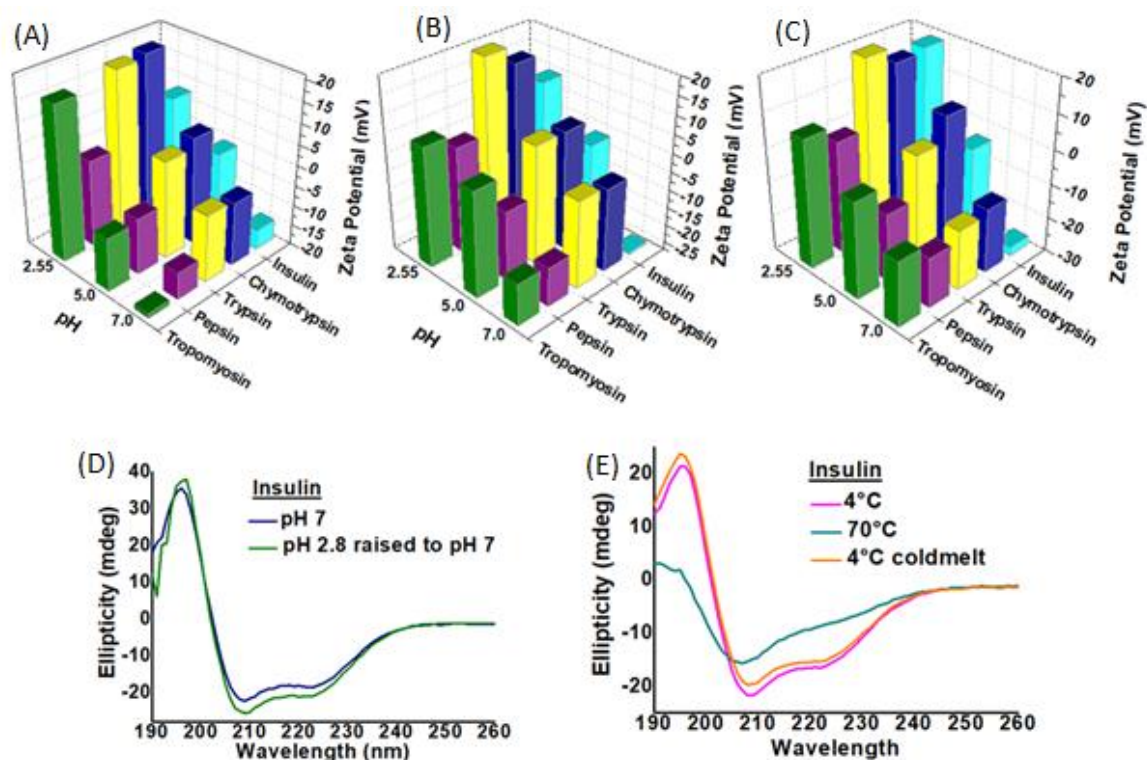 (A)
20
15
10
5
0
-5
-10
-15
-20
Zeta Potential (mV)
2.55
5.0
7.0
pH
Insulin
Chymotrypsin
Trypsin
Pepsin
Tropomyosin
(B)
20
15
10
5
0
-5
-10
-15
-20
-25
Zeta Potential (mV)
2.55
5.0
7.0
pH
Insulin
Chymotrypsin
Trypsin
Pepsin
Tropomyosin
(C)
20
10
0
-10
-20
-30
Zeta Potential (mV)
2.55
5.0
7.0
pH
Insulin
Chymotrypsin
Trypsin
Pepsin
Tropomyosin
(D)
Ellipticity (mdeg)
40
30
20
10
0
-10
-20
Insulin
pH 7
pH 2.8 raised to pH 7
190 200 210 220 230 240 250 260
Wavelength (nm)
(E)
Ellipticity (mdeg)
20
10
0
-10
-20
Insulin
4°C
70°C
4°C coldmelt
190 200 210 220 230 240 250 260
Wavelength